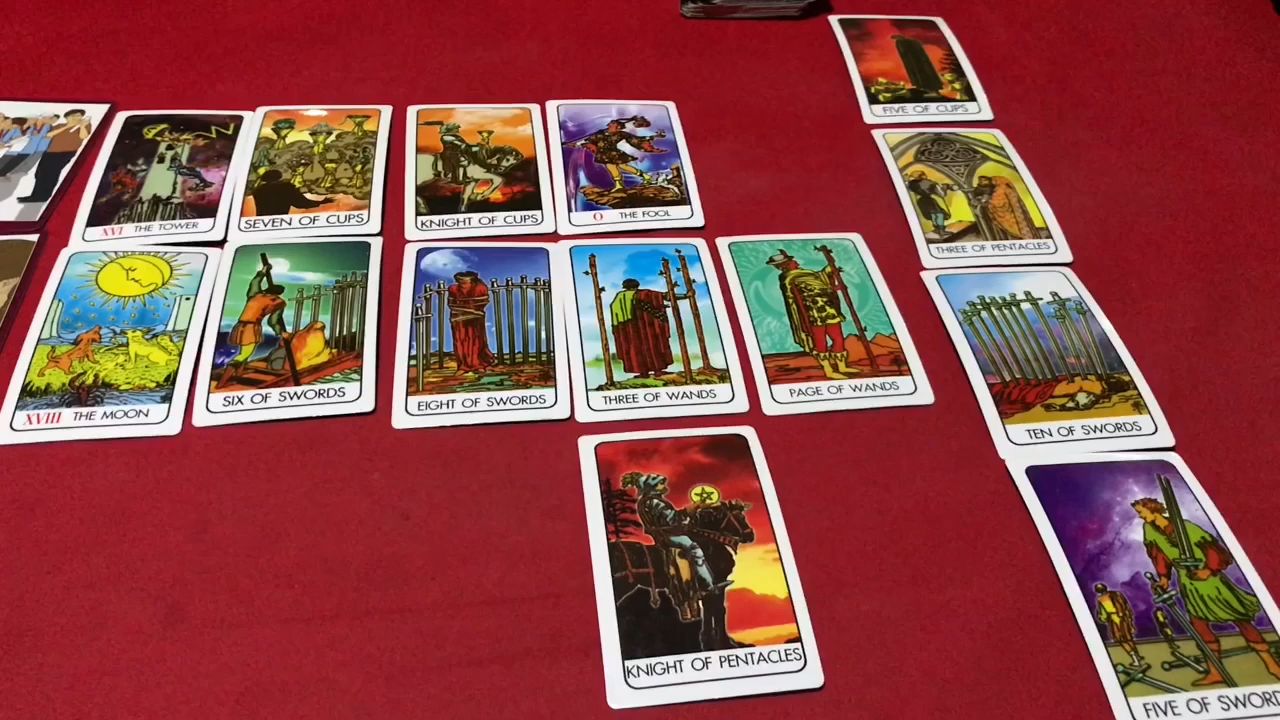 FIVE OF CUPS
XVI THE TOWER
SEVEN OF CUPS
KNIGHT OF CUPS
0 THE FOOL
THREE OF PENTACLES
XVIII THE MOON
SIX OF SWORDS
EIGHT OF SWORDS
THREE OF WANDS
PAGE OF WANDS
TEN OF SWORDS
KNIGHT OF PENTACLES
FIVE OF SWORD